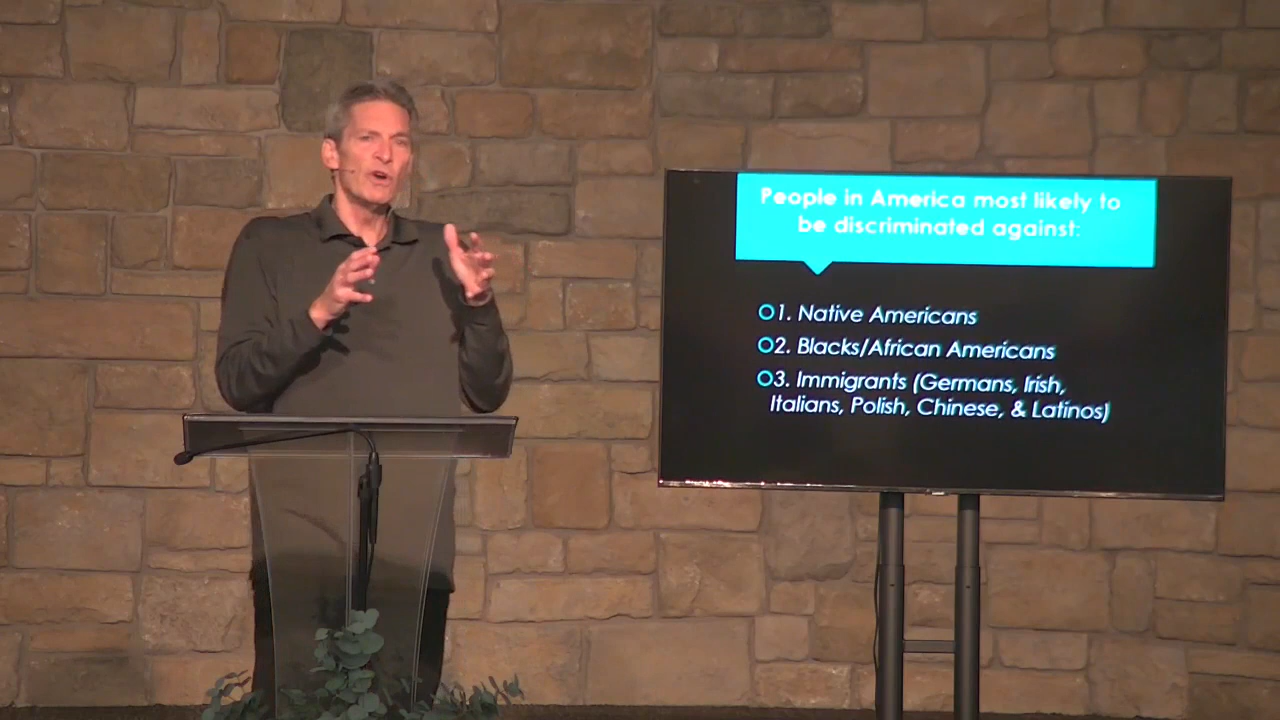 People in America most likely to
be discriminated against:
1. Native Americans
2. Blacks/African Americans
3. Immigrants (Germans, Irish,
Italians, Polish, Chinese, & Latinos)